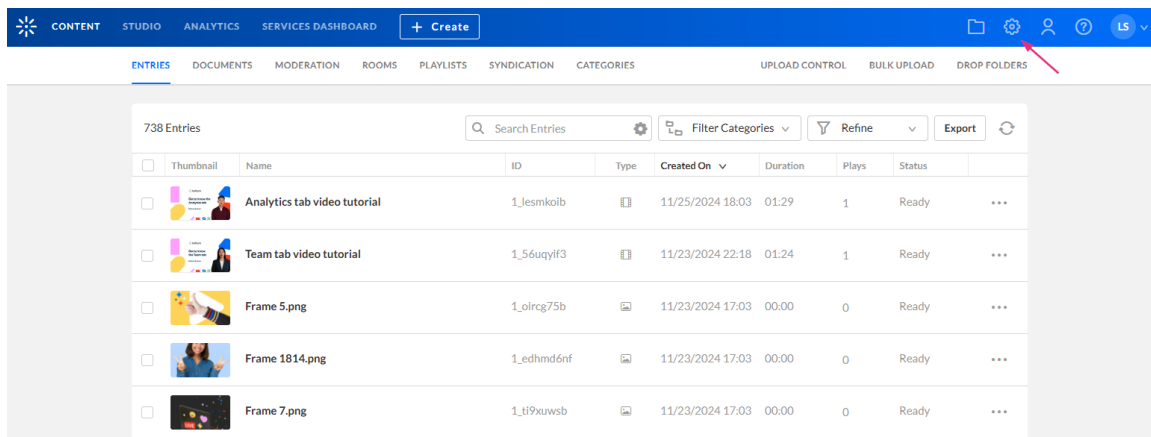 CONTENT STUDIO ANALYTICS SERVICES DASHBOARD + Create LS
ENTRIES DOCUMENTS MODERATION ROOMS PLAYLISTS SYNDICATION CATEGORIES UPLOAD CONTROL BULK UPLOAD DROP FOLDERS
738 Entries Search Entries Filter Categories Refine Export
Thumbnail Name ID Type Created On Duration Plays Status
Analytics tab video tutorial 1_lesmkoib 11/25/2024 18:03 01:29 1 Ready
Team tab video tutorial 1_56uqyif3 11/23/2024 22:18 01:24 1 Ready
Frame 5.png 1_oircg75b 11/23/2024 17:03 00:00 0 Ready
Frame 1814.png 1_edhmd6nf 11/23/2024 17:03 00:00 0 Ready
Frame 7.png 1_ti9xuwsb 11/23/2024 17:03 00:00 0 Ready